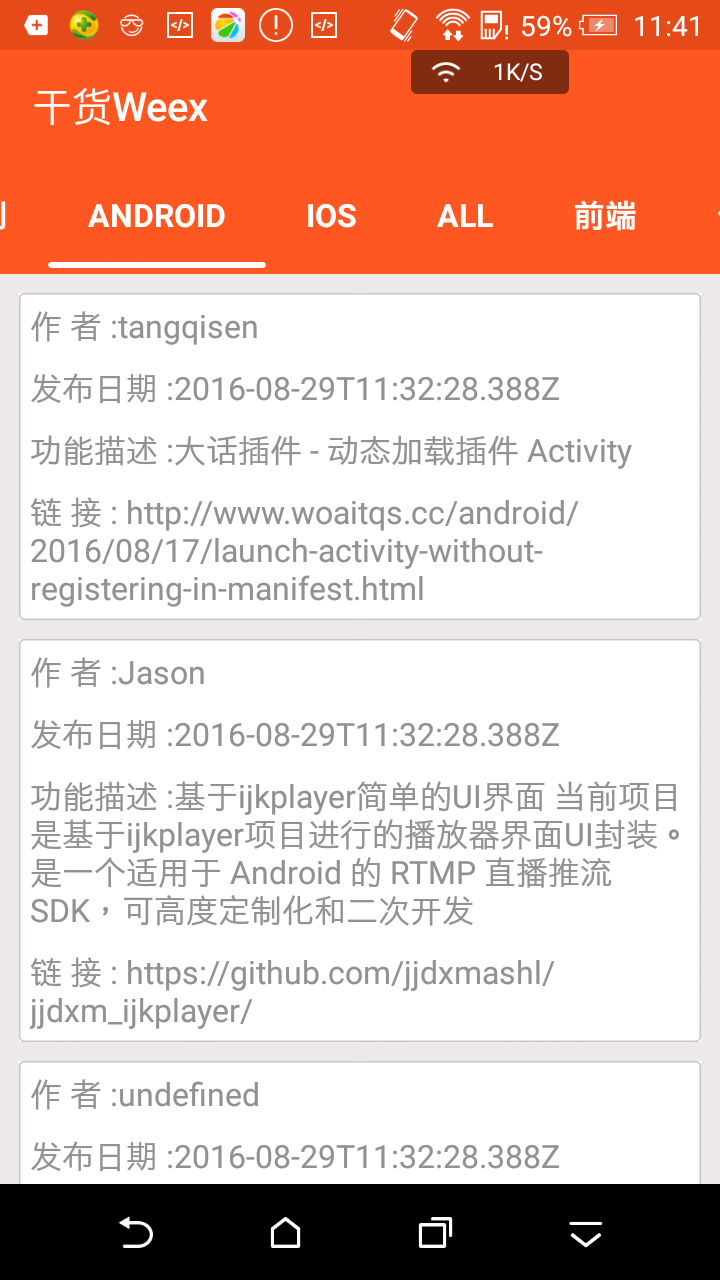 59% 11:41
1K/S
干货Weex
ANDROID IOS ALL 前端
作 者 :tangqisen
发布日期 :2016-08-29T11:32:28.388Z
功能描述 :大话插件 - 动态加载插件 Activity
链 接 : http://www.woaitqs.cc/android/
2016/08/17/launch-activity-without-
registering-in-manifest.html
作 者 :Jason
发布日期 :2016-08-29T11:32:28.388Z
功能描述 :基于ijkplayer简单的UI界面 当前项目
是基于ijkplayer项目进行的播放器界面UI封装。
是一个适用于 Android 的 RTMP 直播推流
SDK，可高度定制化和二次开发
链 接 : https://github.com/jjdxmashl/
jjdxm_ijkplayer/
作 者 :undefined
发布日期 :2016-08-29T11:32:28.388Z